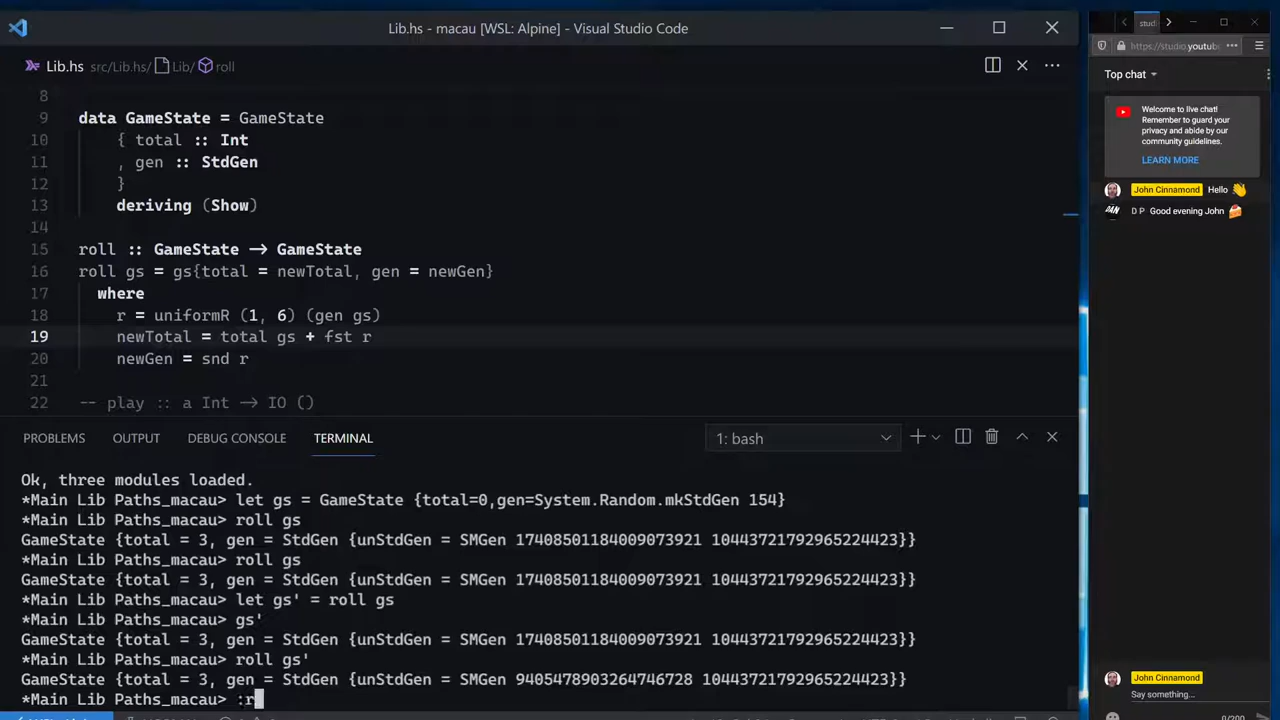 Lib.hs - macau [WSL: Alpine] - Visual Studio Code
Lib.hs src/Lib.hs/ Lib/ roll
8
9 data GameState = GameState
10 { total :: Int
11 , gen :: StdGen
12 }
13 deriving (Show)
14
15 roll :: GameState -> GameState
16 roll gs = gs{total = newTotal, gen = newGen}
17 where
18 r = uniformR (1, 6) (gen gs)
19 newTotal = total gs + fst r
20 newGen = snd r
21
22 -- play :: a Int -> IO ()
PROBLEMS OUTPUT DEBUG CONSOLE TERMINAL 1: bash
Ok, three modules loaded.
*Main Lib Paths_macau> let gs = GameState {total=0,gen=System.Random.mkStdGen 154}
*Main Lib Paths_macau> roll gs
GameState {total = 3, gen = StdGen {unStdGen = SMGen 17408501184009073921 10443721792965224423}}
*Main Lib Paths_macau> roll gs
GameState {total = 3, gen = StdGen {unStdGen = SMGen 17408501184009073921 10443721792965224423}}
*Main Lib Paths_macau> let gs' = roll gs
*Main Lib Paths_macau> gs'
GameState {total = 3, gen = StdGen {unStdGen = SMGen 17408501184009073921 10443721792965224423}}
*Main Lib Paths_macau> roll gs'
GameState {total = 3, gen = StdGen {unStdGen = SMGen 9405478903264746728 10443721792965224423}}
*Main Lib Paths_macau> :r
stud
https://studio.youtub
Top chat
Welcome to live chat!
Remember to guard your
privacy and abide by our
community guidelines.
LEARN MORE
John Cinnamond Hello 👋
D P Good evening John 🍰
John Cinnamond
Say something...
0/200